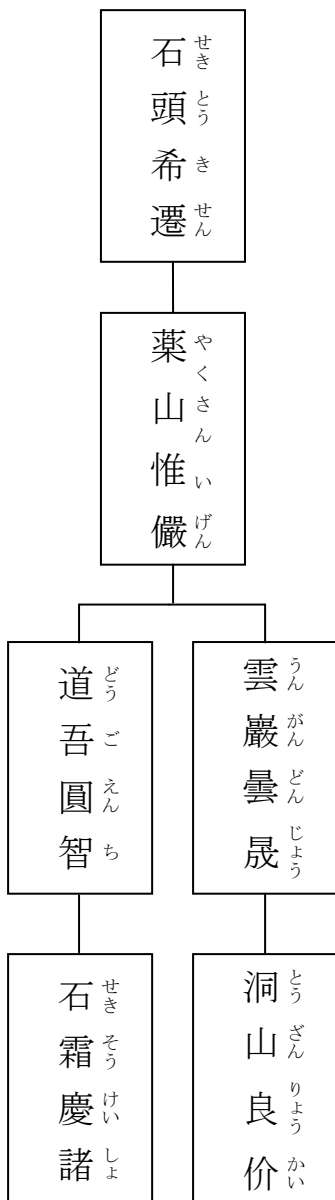 石頭希遷
せきとうきせん
薬山惟儼
やくさんいげん
雲巖曇晟
うんがんどんじょう
道吾圓智
どうごえんち
洞山良价
とうざんりょうかい
石霜慶諸
せきそうけいしょ